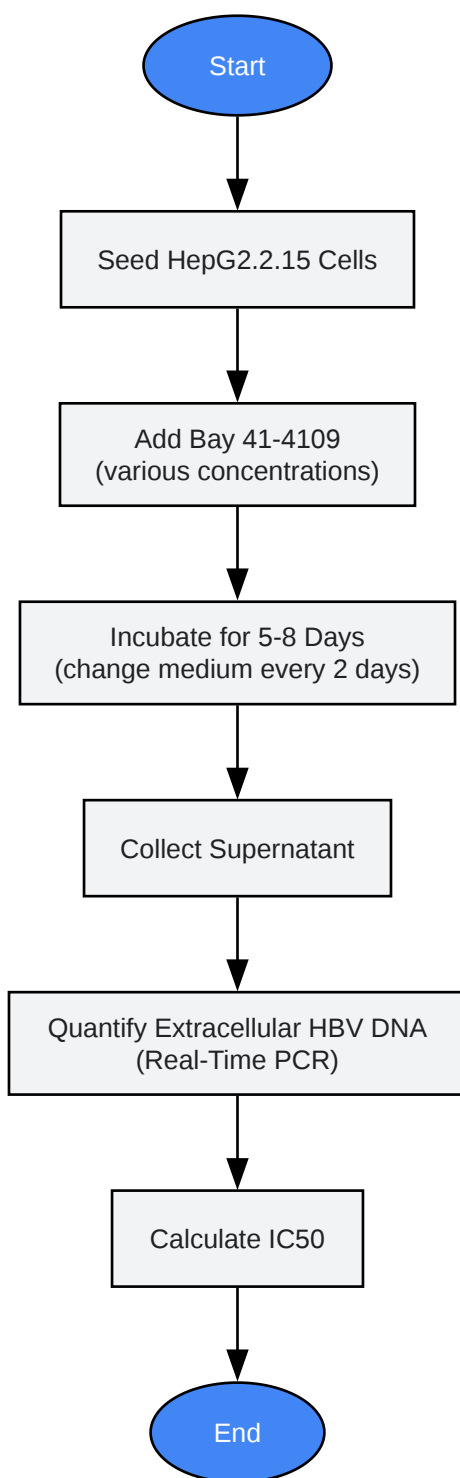 Start
Seed HepG2.2.15 Cells
Add Bay 41-4109
(various concentrations)
Incubate for 5-8 Days
(change medium every 2 days)
Collect Supernatant
Quantify Extracellular HBV DNA
(Real-Time PCR)
Calculate IC50
End